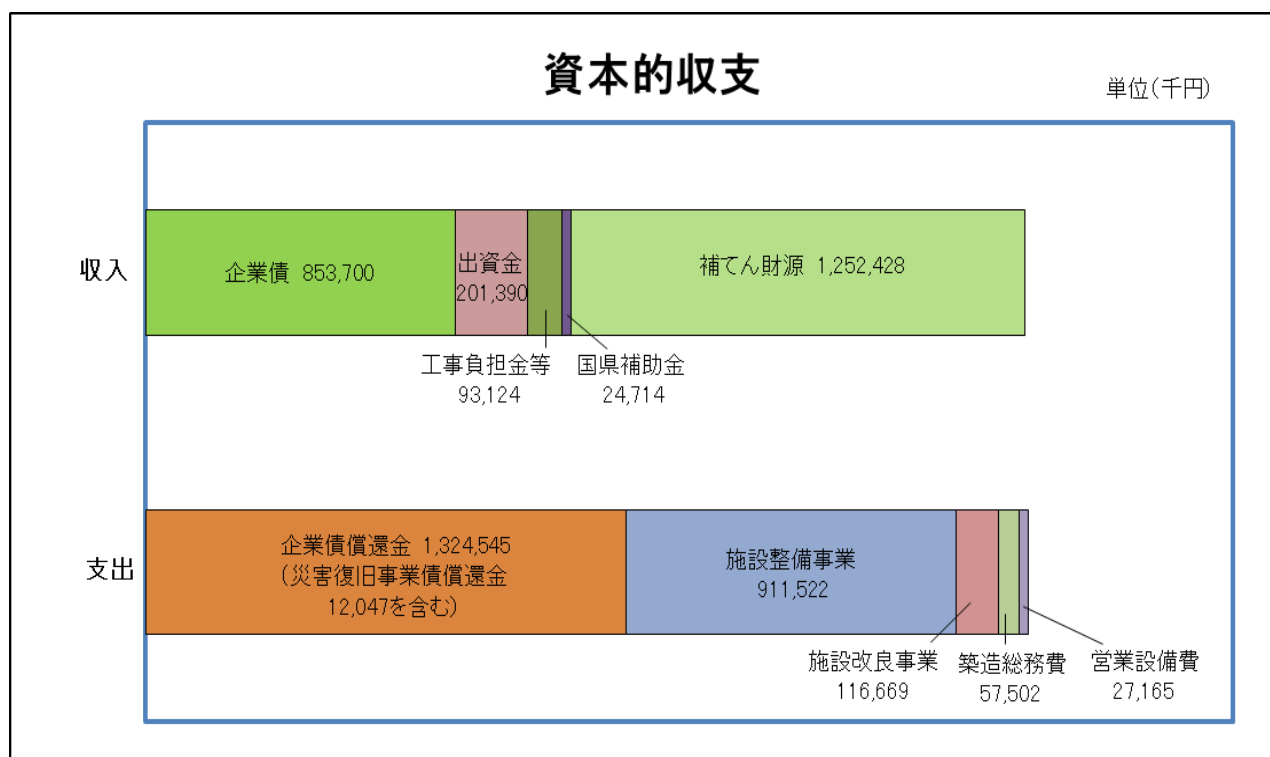 資本的収支
単位(千円)
収入
企業債 853,700
出資金
201,390
補てん財源 1,252,428
工事負担金等
93,124
国県補助金
24,714
支出
企業債償還金 1,324,545
(災害復旧事業債償還金
12,047を含む)
施設整備事業
911,522
施設改良事業
116,669
築造総務費
57,502
営業設備費
27,165